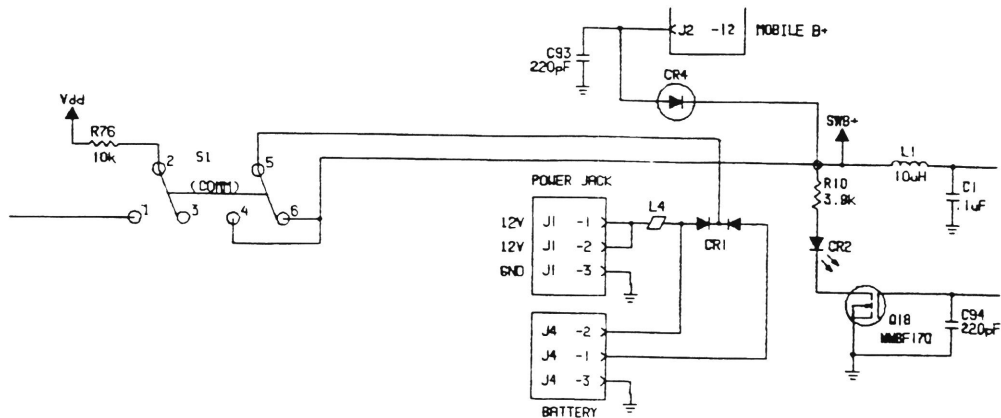 J2 -12 MOBILE B+
C93
220pF
CR4
Vdd
R76
10k
2
S1
(COMM)
5
1
3
4
6
SWB+
L1
10uH
C1
.1uF
R10
3.9k
POWER JACK
L4
12V J1 -1
12V J1 -2
GND J1 -3
CR1
CR2
Q18
MMBF170
C94
220pF
J4 -2
J4 -1
J4 -3
BATTERY